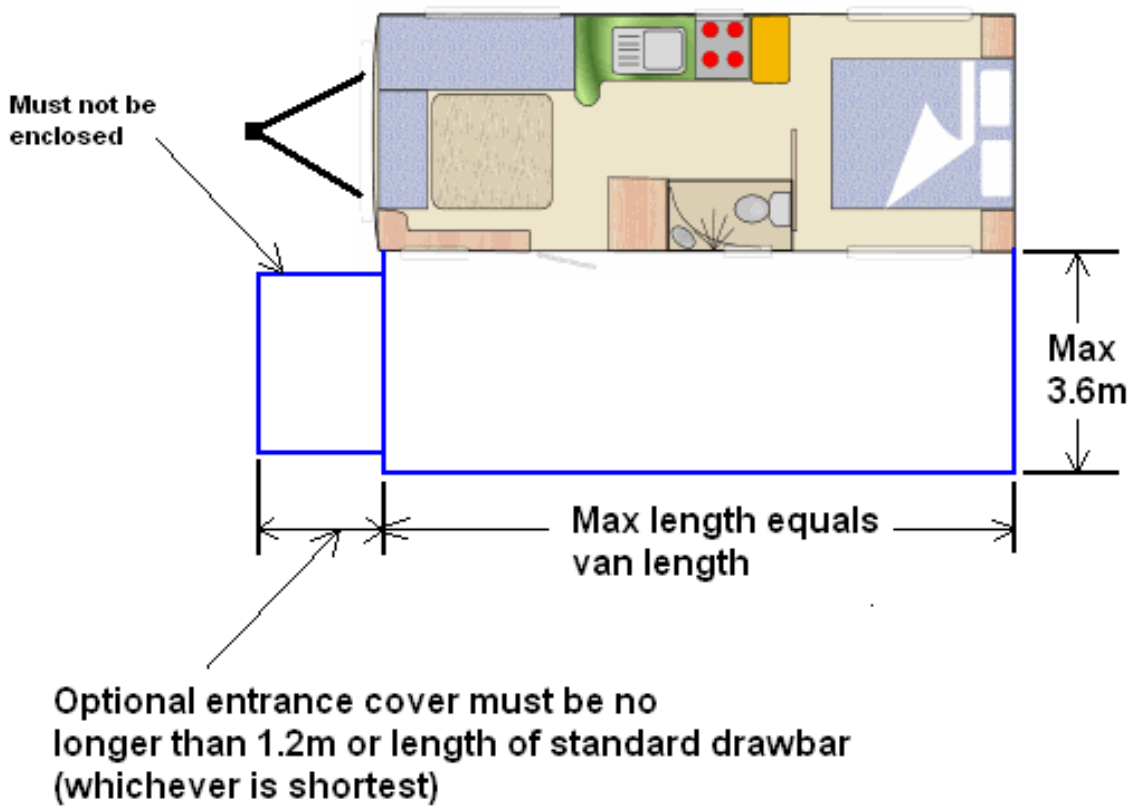 Must not be
enclosed
Max
3.6m
Max length equals
van length
Optional entrance cover must be no
longer than 1.2m or length of standard drawbar
(whichever is shortest)